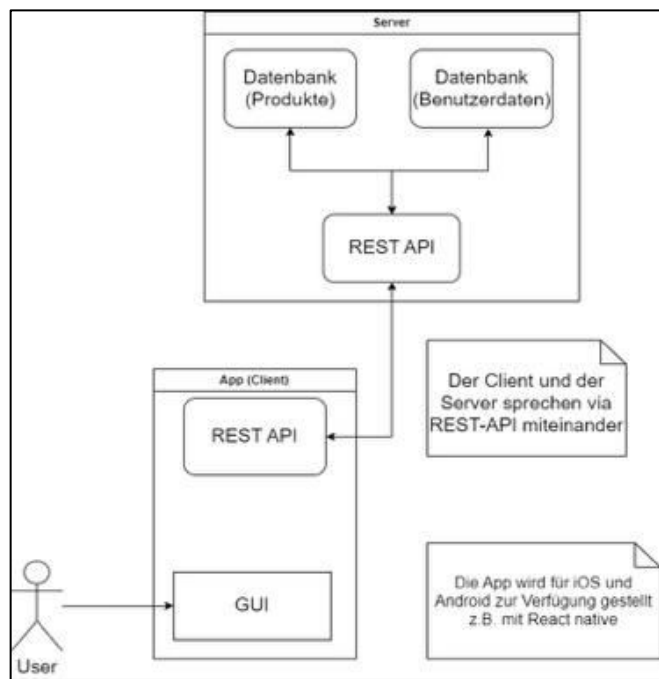 Server
Datenbank
(Produkte)
Datenbank
(Benutzerdaten)
REST API
App (Client)
REST API
Der Client und der
Server sprechen via
REST-API miteinander
GUI
User
Die App wird für iOS und
Android zur Verfügung gestellt
z.B. mit React native